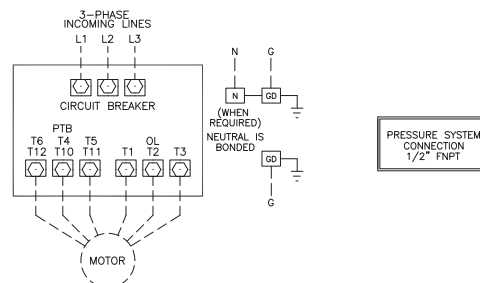 3-PHASE
INCOMING LINES
L1 L2 L3
N G
CIRCUIT BREAKER
N GD
(WHEN
REQUIRED)
NEUTRAL IS
BONDED
PTB OL
T6 T4 T5
T12 T10 T11 T1 T2 T3
GD
G
MOTOR
PRESSURE SYSTEM
CONNECTION
1/2" FNPT